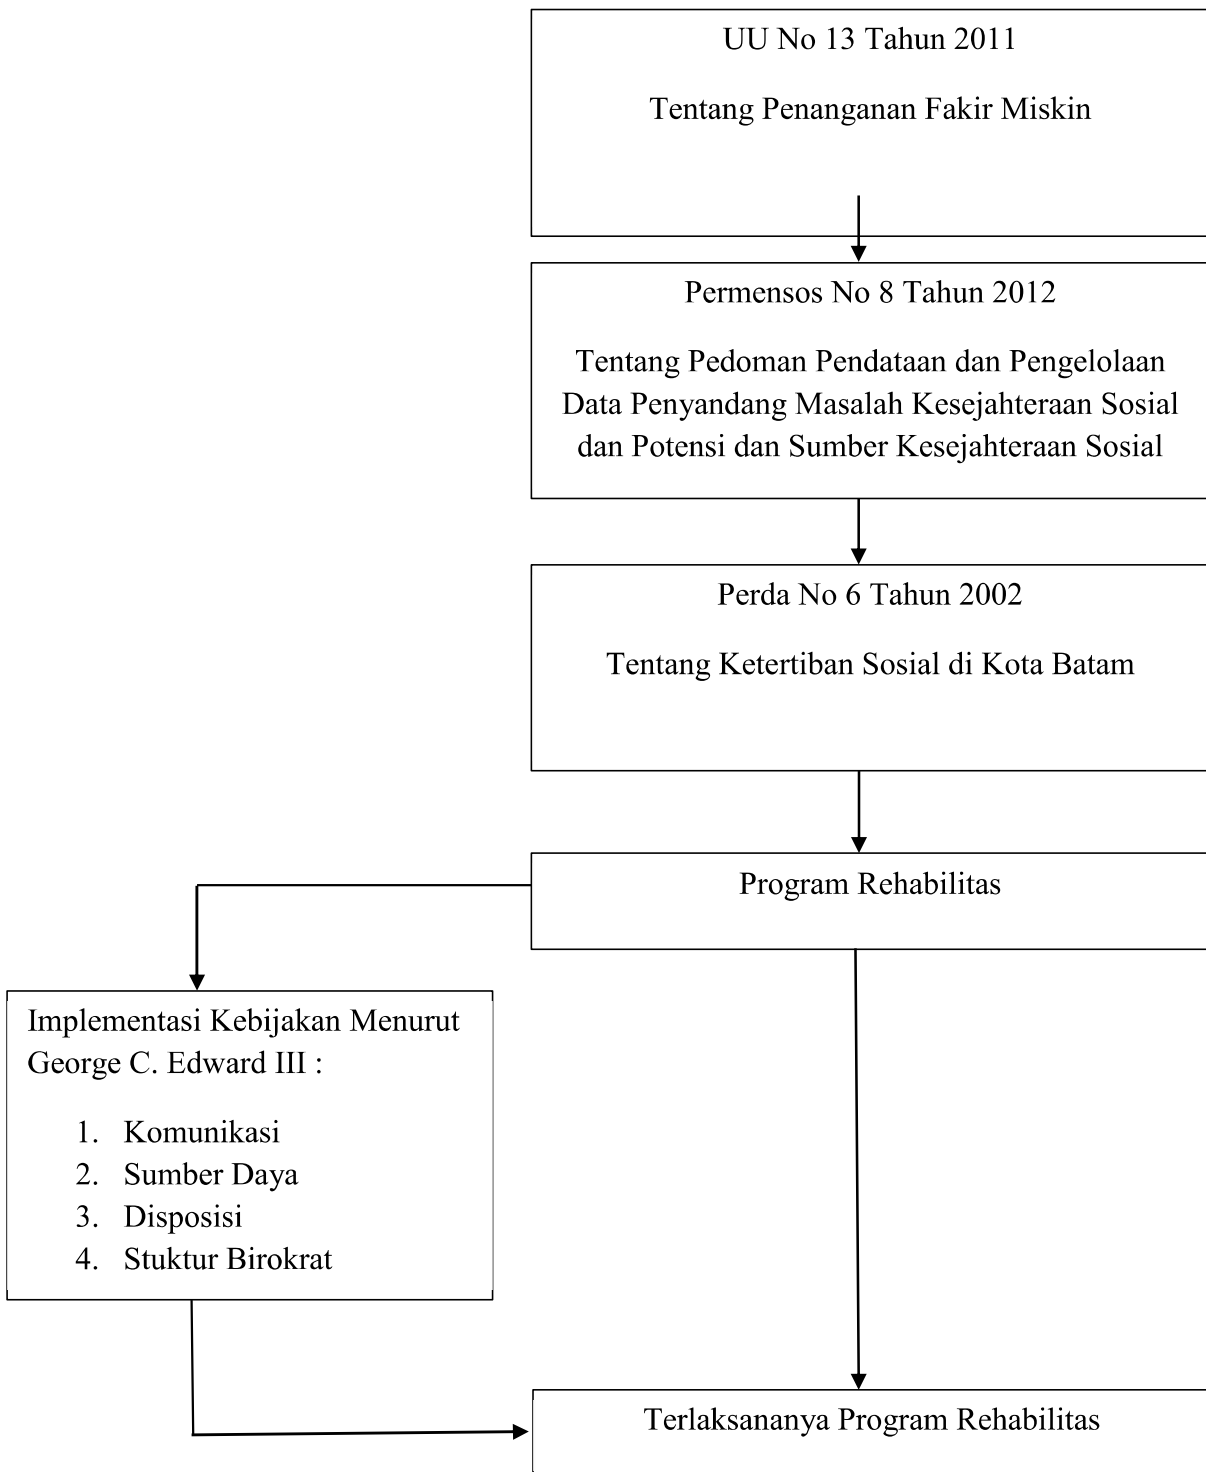 UU No 13 Tahun 2011
Tentang Penanganan Fakir Miskin
Permensos No 8 Tahun 2012
Tentang Pedoman Pendataan dan Pengelolaan
Data Penyandang Masalah Kesejahteraan Sosial
dan Potensi dan Sumber Kesejahteraan Sosial
Perda No 6 Tahun 2002
Tentang Ketertiban Sosial di Kota Batam
Program Rehabilitas
Implementasi Kebijakan Menurut
George C. Edward III :
1. Komunikasi
2. Sumber Daya
3. Disposisi
4. Stuktur Birokrat
Terlaksananya Program Rehabilitas